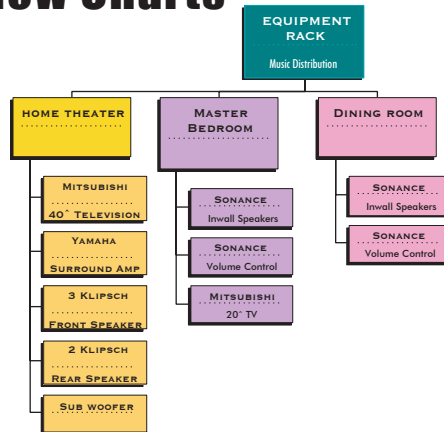 EQUIPMENT
RACK
Music Distribution
HOME THEATER
MASTER
BEDROOM
DINING ROOM
MITSUBISHI
40ˆ TELEVISION
YAMAHA
SURROUND AMP
3 KLIPSCH
FRONT SPEAKER
2 KLIPSCH
REAR SPEAKER
SUB WOOFER
SONANCE
Inwall Speakers
SONANCE
Volume Control
MITSUBISHI
20ˆ TV
SONANCE
Inwall Speakers
SONANCE
Volume Control